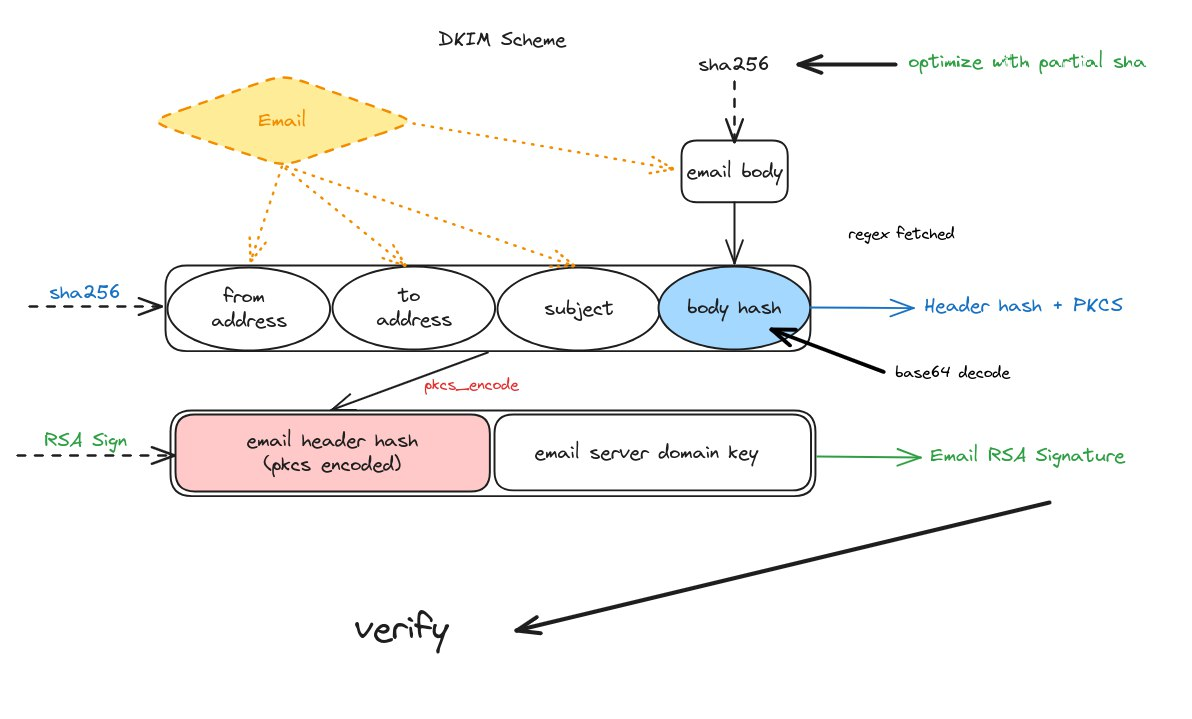 DKIM Scheme
sha256
optimize with partial sha
Email
email body
regex fetched
sha256
from
address
to
address
subject
body hash
Header hash + PKCS
base64 decode
pkcs_encode
RSA Sign
email header hash
(pkcs encoded)
email server domain key
Email RSA Signature
verify